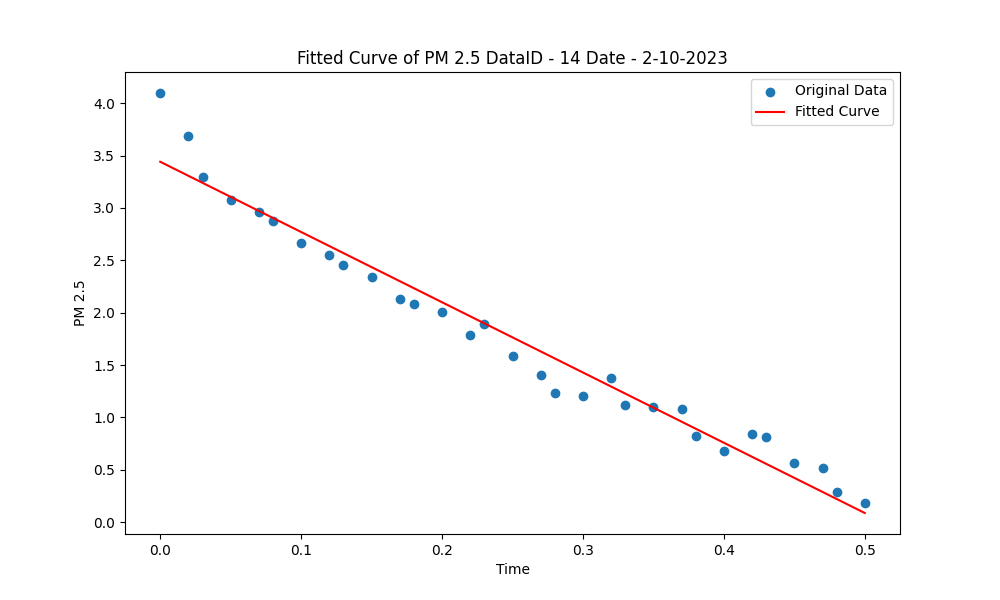 Fitted Curve of PM 2.5 DataID - 14 Date - 2-10-2023
Original Data
Fitted Curve
PM 2.5
4.0
3.5
3.0
2.5
2.0
1.5
1.0
0.5
0.0
0.0 0.1 0.2 0.3 0.4 0.5
Time